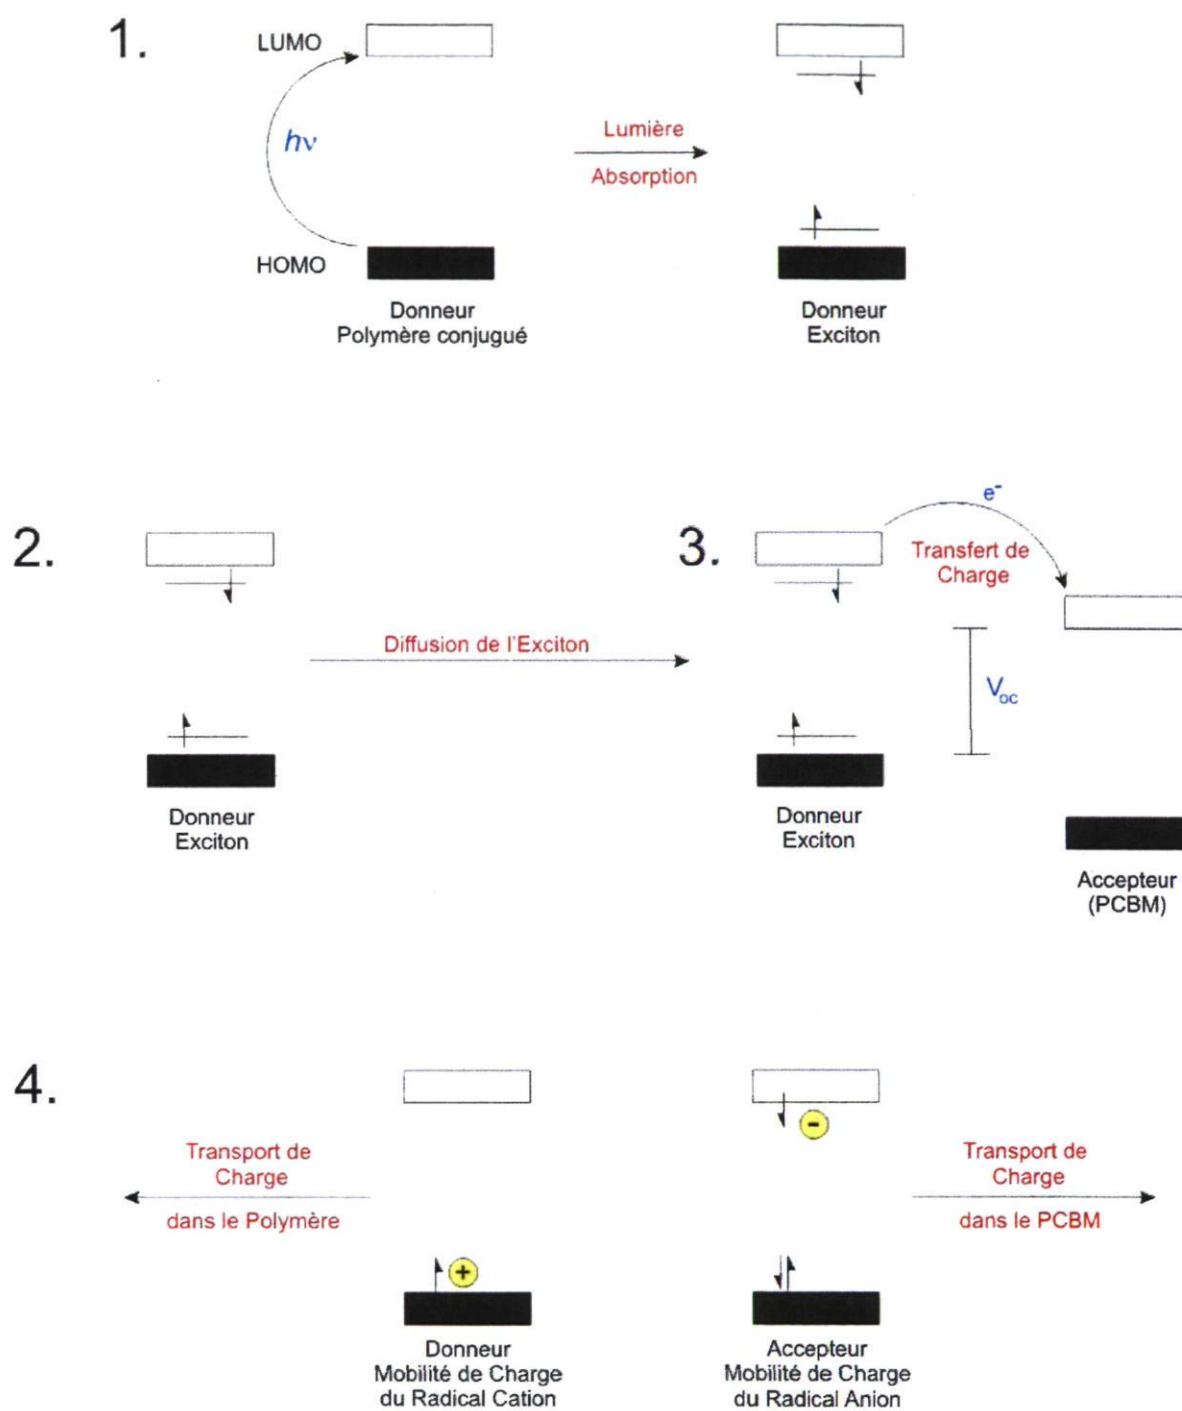 1.
LUMO
hν
HOMO
Donneur
Polymère conjugué
Lumière
Absorption
Donneur
Exciton
2.
Donneur
Exciton
Diffusion de l'Exciton
3.
e-
Transfert de
Charge
Voc
Donneur
Exciton
Accepteur
(PCBM)
4.
Transport de
Charge
dans le Polymère
+
Donneur
Mobilité de Charge
du Radical Cation
-
Accepteur
Mobilité de Charge
du Radical Anion
Transport de
Charge
dans le PCBM